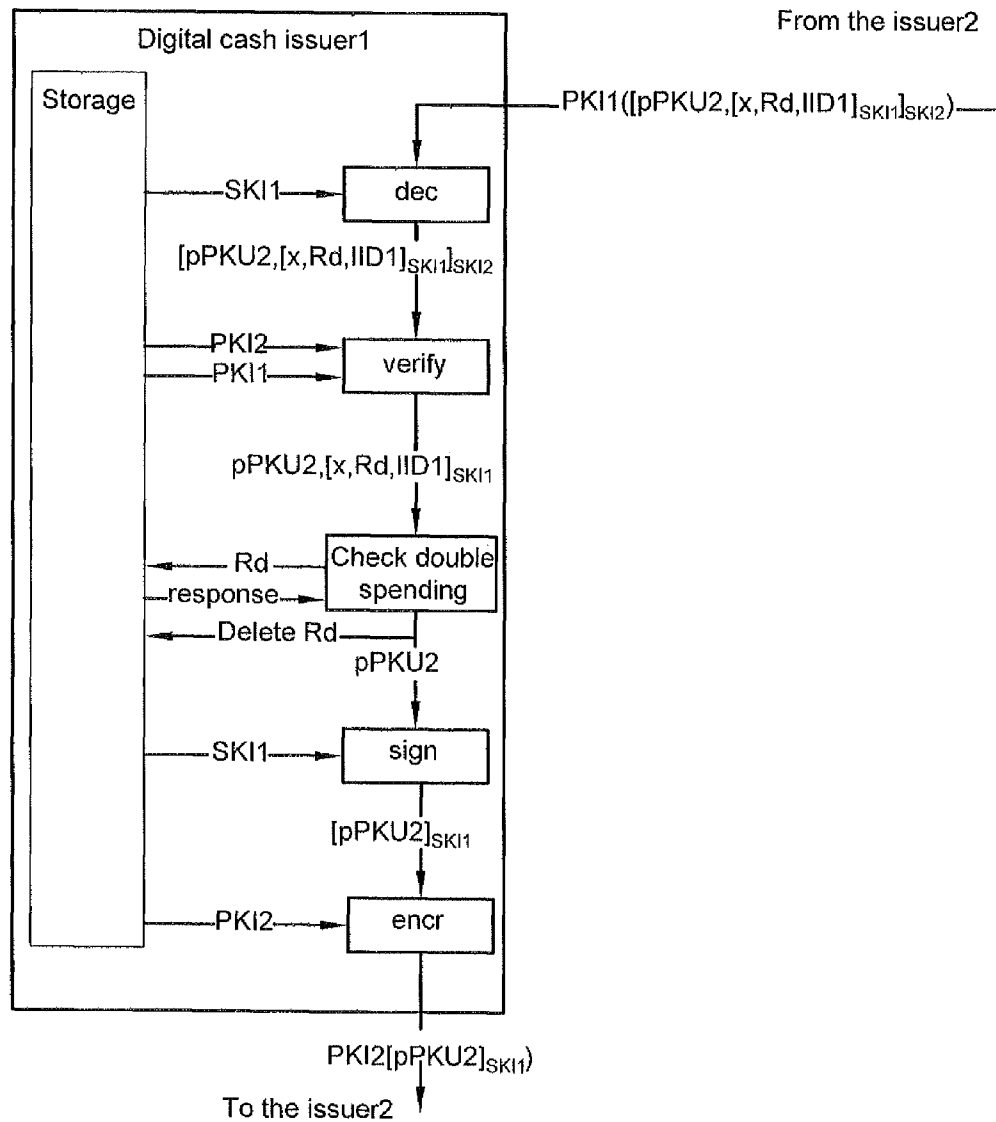 Digital cash issuer1
From the issuer2
Storage
PKI1([pPKU2,[x,Rd,IID1]SKI1]SKI2)
SKI1
dec
[pPKU2,[x,Rd,IID1]SKI1]SKI2
PKI2
PKI1
verify
pPKU2,[x,Rd,IID1]SKI1
Rd
response
Check double
spending
Delete Rd
pPKU2
SKI1
sign
[pPKU2]SKI1
PKI2
encr
PKI2[pPKU2]SKI1)
To the issuer2